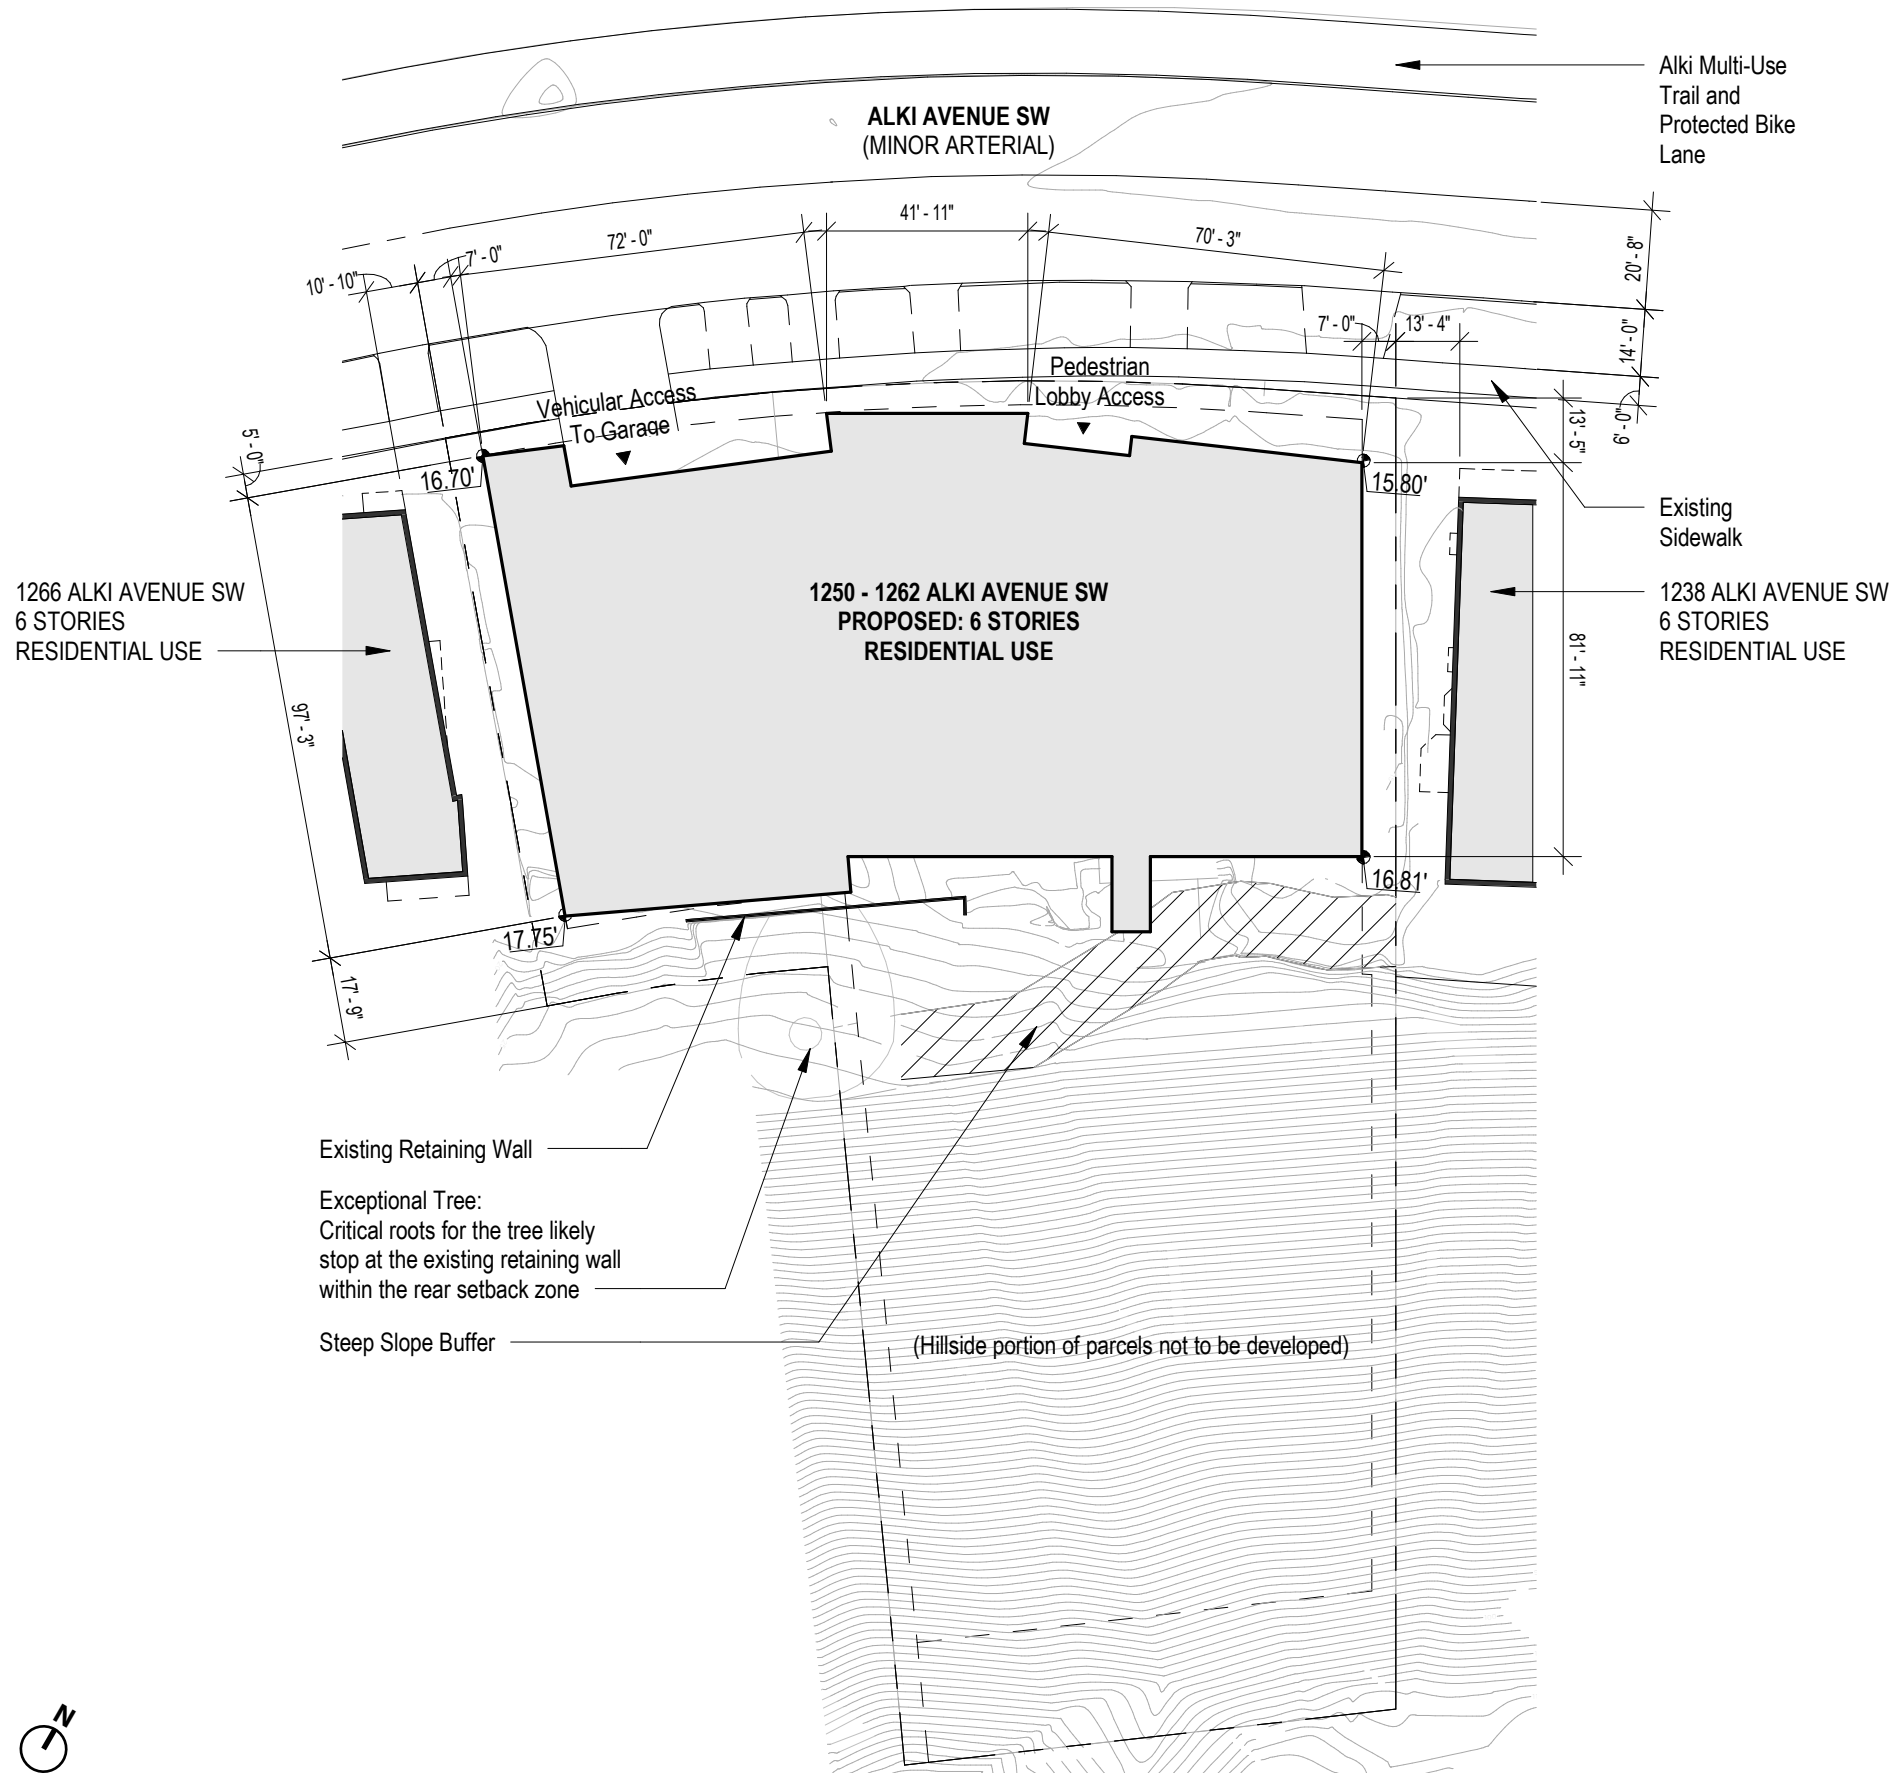 Alki Multi-Use
Trail and
Protected Bike
Lane
ALKI AVENUE SW
(MINOR ARTERIAL)
41' - 11"
72' - 0"
70' - 3"
7' - 0"
10' - 10"
20' - 8"
7' - 0"
13' - 4"
14' - 0"
6' - 0"
13' - 5"
Pedestrian
Lobby Access
Vehicular Access
To Garage
5' - 0"
16.70'
15.80'
Existing
Sidewalk
1266 ALKI AVENUE SW
6 STORIES
RESIDENTIAL USE
1250 - 1262 ALKI AVENUE SW
PROPOSED: 6 STORIES
RESIDENTIAL USE
1238 ALKI AVENUE SW
6 STORIES
RESIDENTIAL USE
81' - 11"
97' - 3"
16.81'
17.75'
17' - 9"
Existing Retaining Wall
Exceptional Tree:
Critical roots for the tree likely
stop at the existing retaining wall
within the rear setback zone
Steep Slope Buffer
(Hillside portion of parcels not to be developed)
N